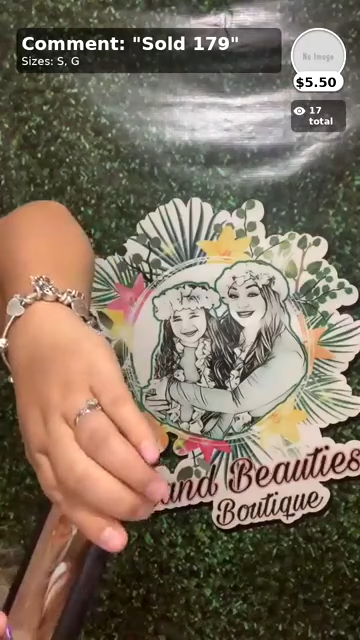 Comment: "Sold 179"
Sizes: S, G
No Image
$5.50
17
total
Beauties
Boutique